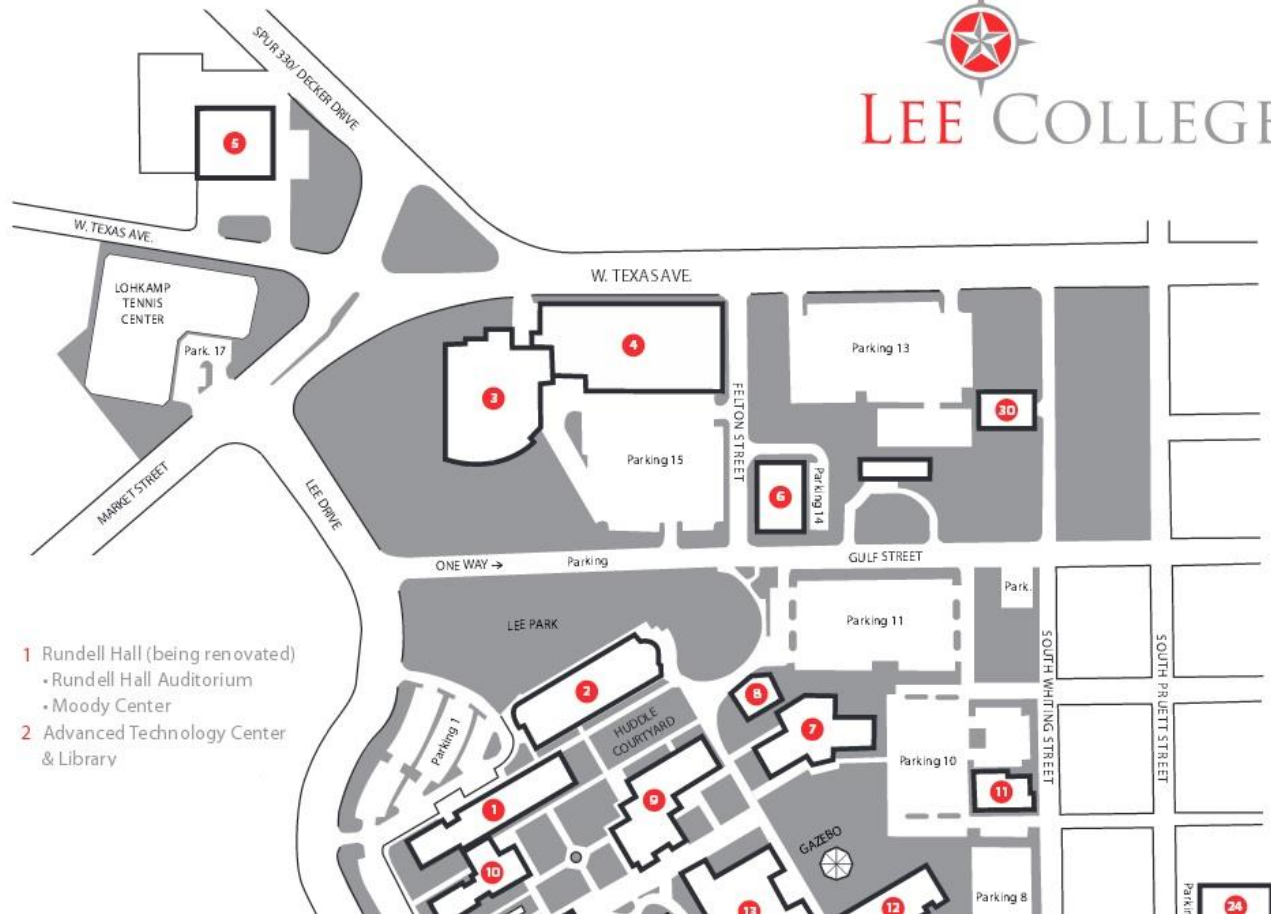 LEE COLLEGE
SPUR 330/ DECKER DRIVE
5
W. TEXAS AVE.
W. TEXAS AVE.
LOHKAMP
TENNIS
CENTER
Park. 17
4
3
Parking 13
30
FELTON STREET
Parking 15
6
Parking 14
MARKET STREET
LEE DRIVE
ONE WAY →
Parking
GULF STREET
Park.
LEE PARK
Parking 11
SOUTH WHITING STREET
SOUTH PRUETT STREET
1 Rundell Hall (being renovated)
• Rundell Hall Auditorium
• Moody Center
2 Advanced Technology Center
& Library
2
8
7
HUDDLE
COURTYARD
Parking 1
Parking 10
11
1
9
GAZEBO
10
13
12
Parking 8
24